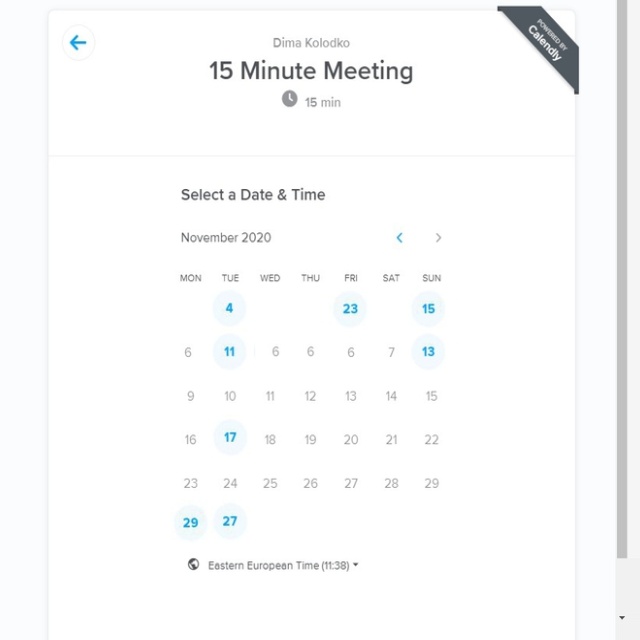 Dima Kolodko
15 Minute Meeting
15 min
POWERED BY
Calendly
Select a Date & Time
November 2020
MON TUE WED THU FRI SAT SUN
4 23 15
6 11 6 6 6 7 13
9 10 11 12 13 14 15
16 17 18 19 20 21 22
23 24 25 26 27 28 29
29 27
Eastern European Time (11:38)